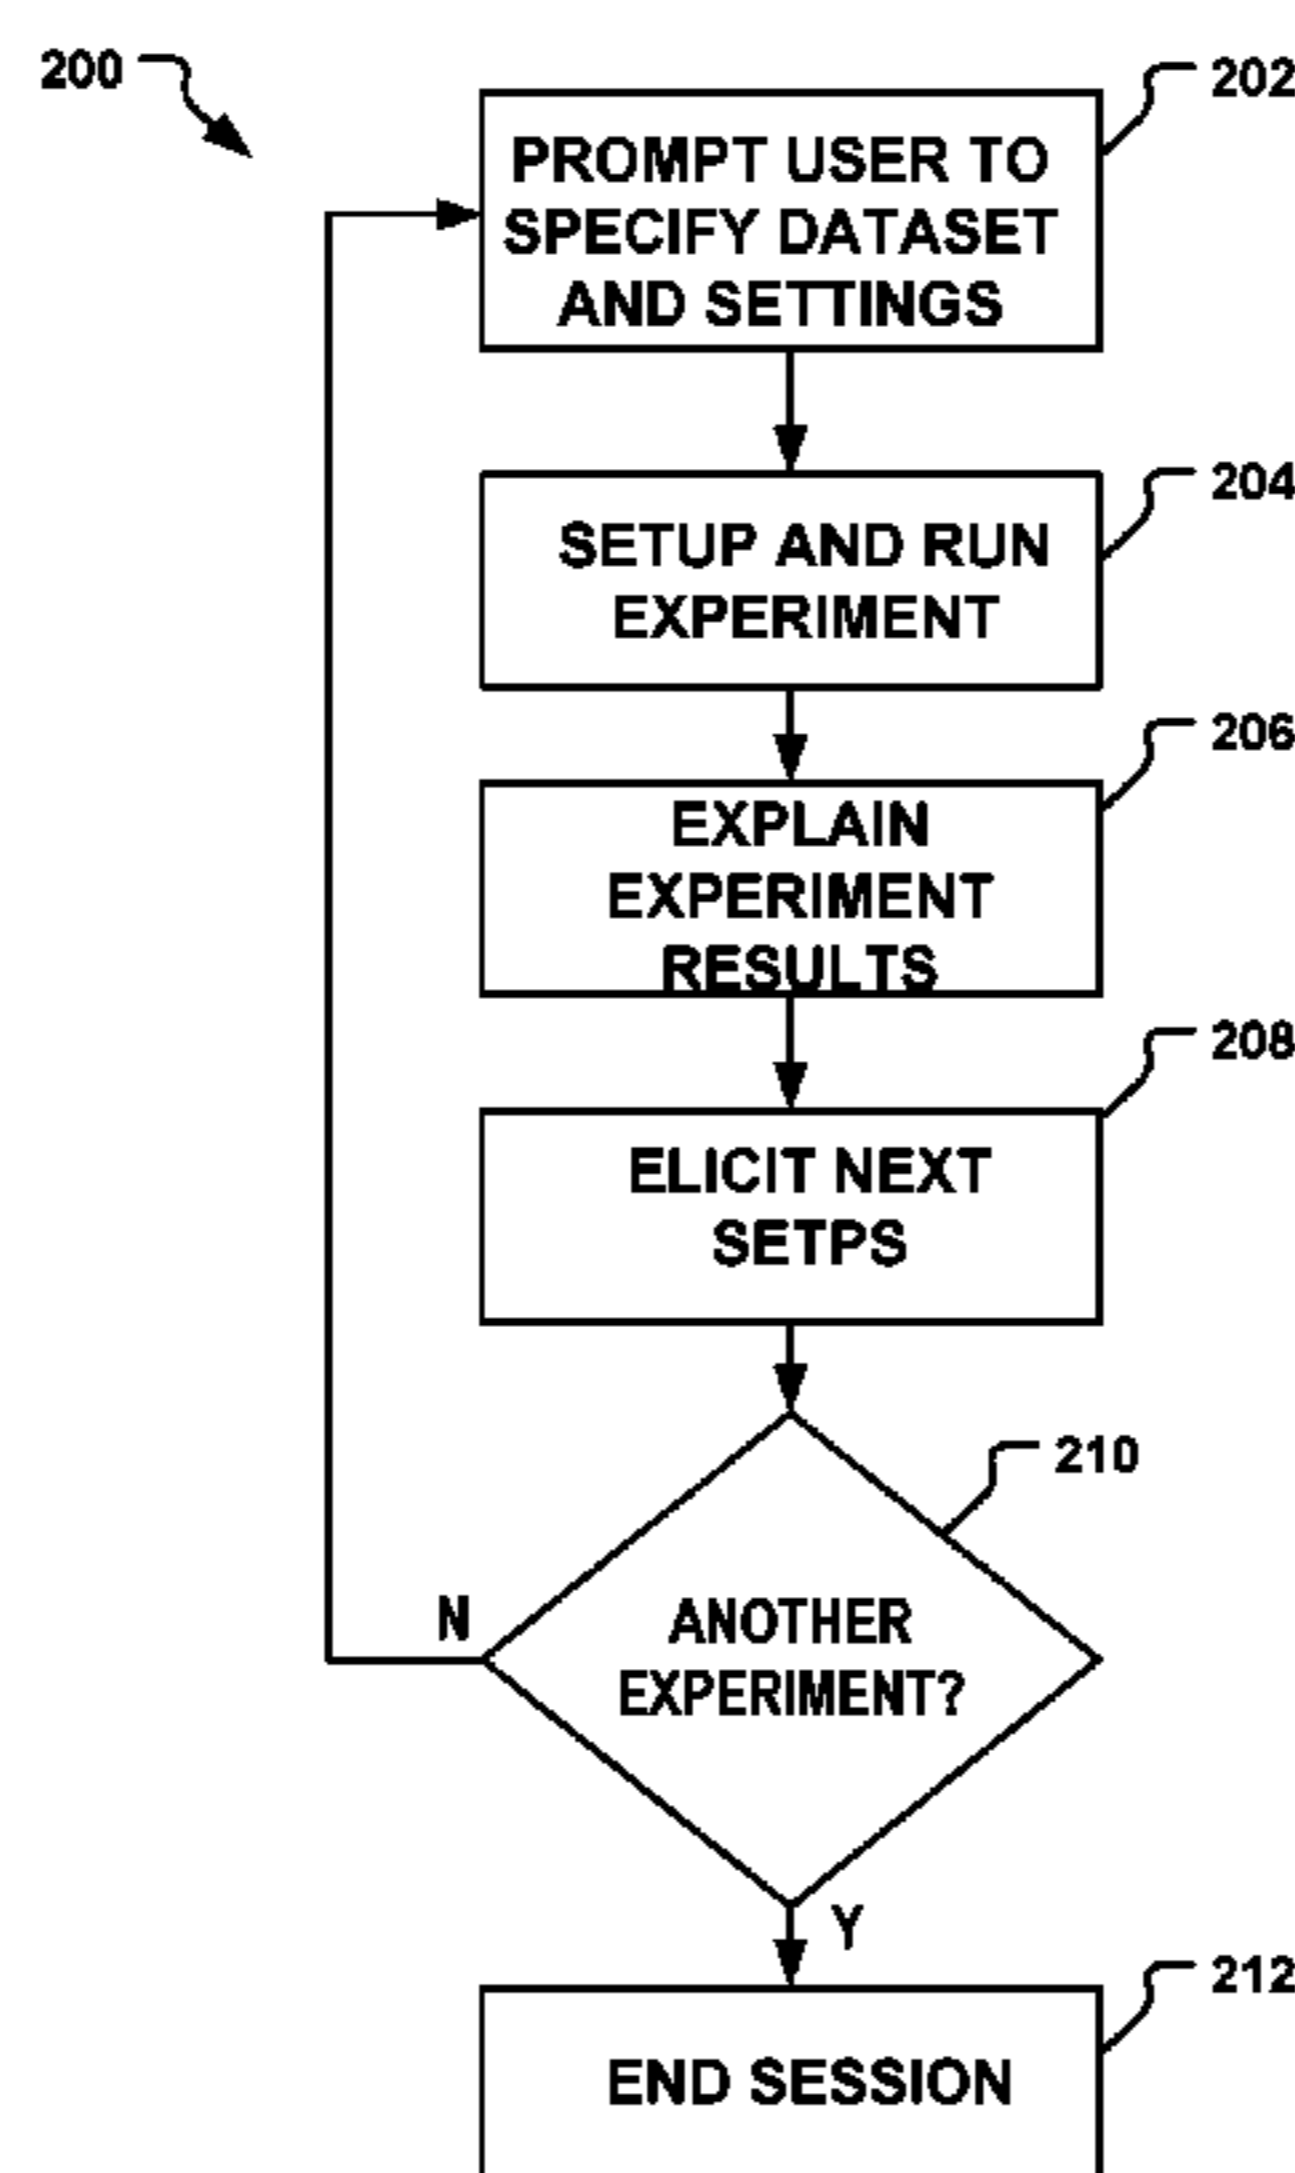 200
202
PROMPT USER TO
SPECIFY DATASET
AND SETTINGS
204
SETUP AND RUN
EXPERIMENT
206
EXPLAIN
EXPERIMENT
RESULTS
208
ELICIT NEXT
SETPS
210
ANOTHER
EXPERIMENT?
N
Y
212
END SESSION